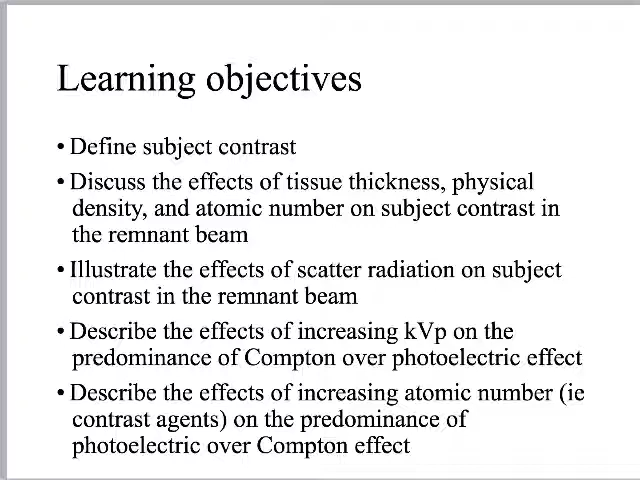 Learning objectives
• Define subject contrast
• Discuss the effects of tissue thickness, physical
density, and atomic number on subject contrast in
the remnant beam
• Illustrate the effects of scatter radiation on subject
contrast in the remnant beam
• Describe the effects of increasing kVp on the
predominance of Compton over photoelectric effect
• Describe the effects of increasing atomic number (ie
contrast agents) on the predominance of
photoelectric over Compton effect